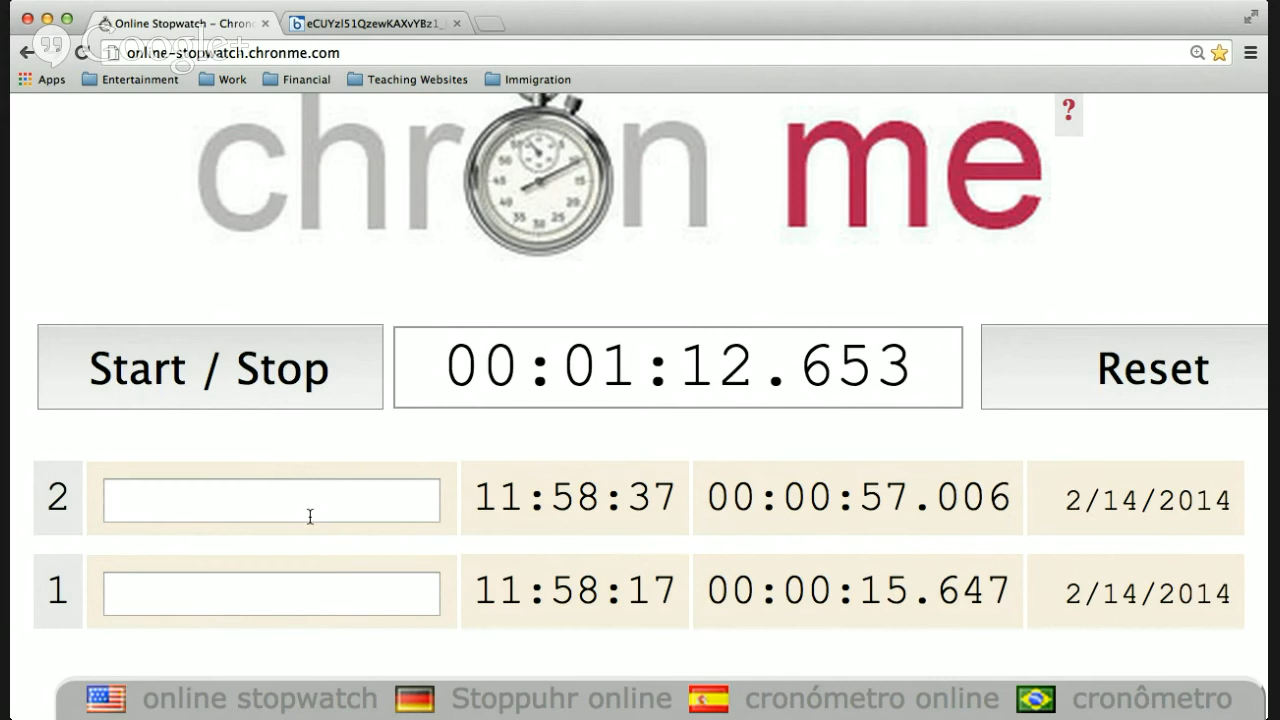 Online Stopwatch – Chron
eCUYzl51QzewKAXvYBz1_
Google+
online-stopwatch.chronme.com
Apps Entertainment Work Financial Teaching Websites Immigration
chron me ?
Start / Stop 00:01:12.653 Reset
2 11:58:37 00:00:57.006 2/14/2014
1 11:58:17 00:00:15.647 2/14/2014
online stopwatch Stoppuhr online cronómetro online cronômetro